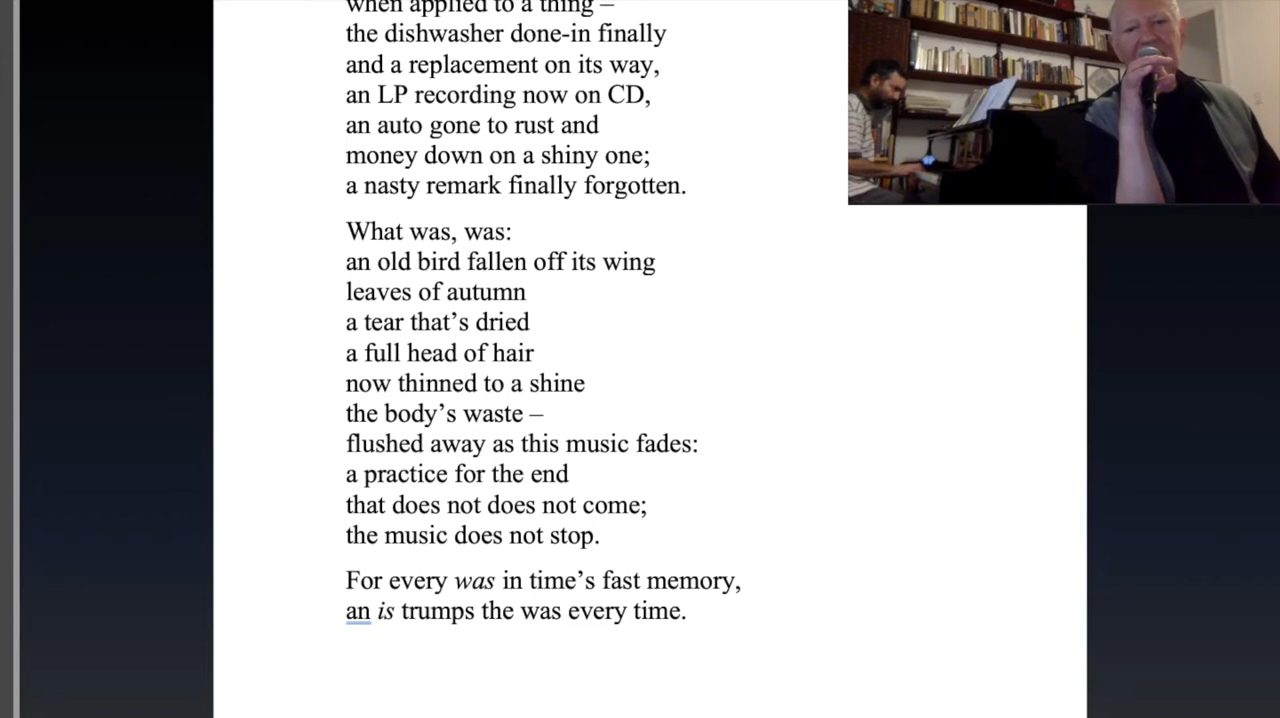 when applied to a thing –
the dishwasher done-in finally
and a replacement on its way,
an LP recording now on CD,
an auto gone to rust and
money down on a shiny one;
a nasty remark finally forgotten.
What was, was:
an old bird fallen off its wing
leaves of autumn
a tear that’s dried
a full head of hair
now thinned to a shine
the body’s waste –
flushed away as this music fades:
a practice for the end
that does not does not come;
the music does not stop.
For every was in time’s fast memory,
an is trumps the was every time.